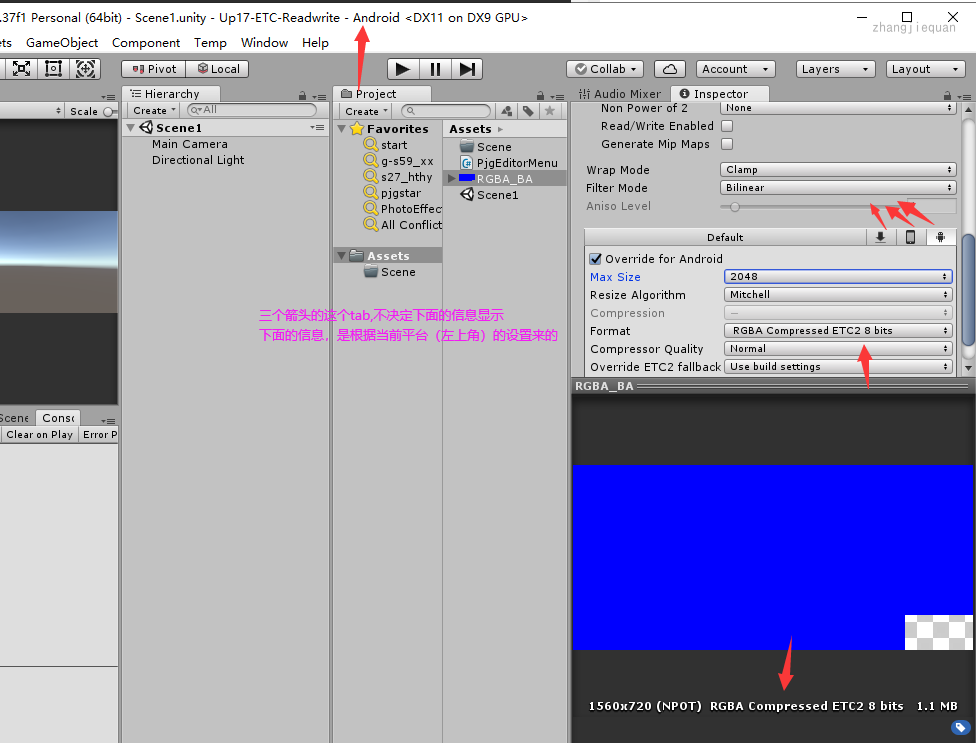 .37f1 Personal (64bit) - Scene1.unity - Up17-ETC-Readwrite - Android <DX11 on DX9 GPU>
zhangjiequan
ets GameObject Component Temp Window Help
Pivot Local Collab Account Layers Layout
Hierarchy Project Audio Mixer Inspector
Scale Create All Create Non Power of 2 None
Scene1 Favorites Assets Read/Write Enabled
Main Camera start Scene Generate Mip Maps
Directional Light g-s59_xx PjgEditorMenu
s27_hthy RGBA_BA Wrap Mode Clamp
pjgstar Scene1 Filter Mode Bilinear
PhotoEffect Aniso Level
All Conflict
Default
Assets Override for Android
Scene Max Size 2048
Resize Algorithm Mitchell
三个箭头的这个tab,不决定下面的信息显示
Compression —
下面的信息，是根据当前平台（左上角）的设置来的
Format RGBA Compressed ETC2 8 bits
Compressor Quality Normal
Override ETC2 fallback Use build settings
RGBA_BA
Scene Conso
Clear on Play Error P
1560x720 (NPOT) RGBA Compressed ETC2 8 bits 1.1 MB